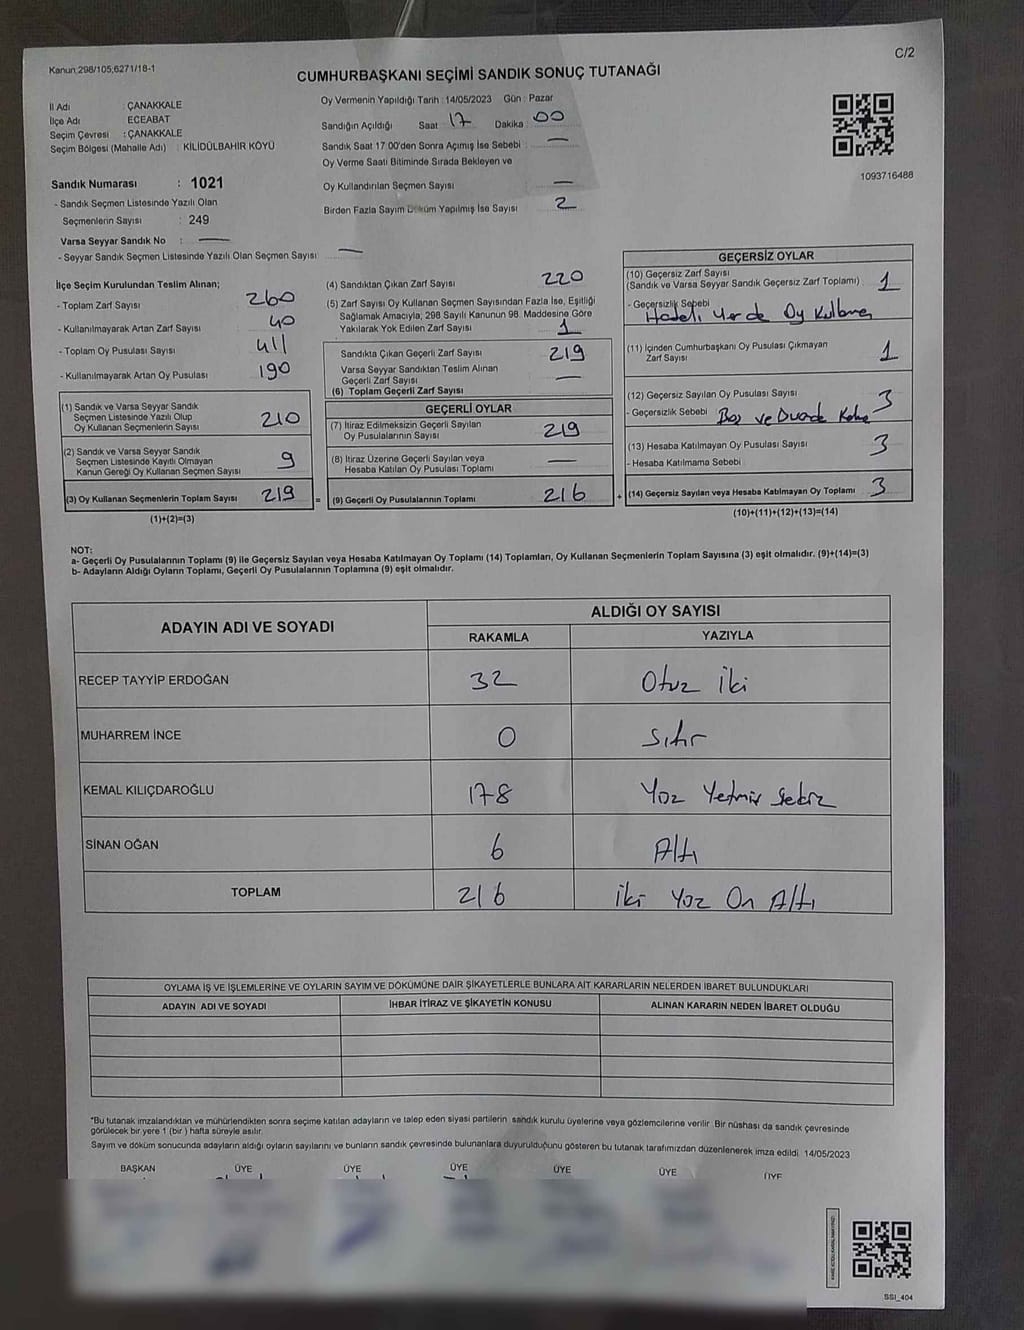 Kanun 298/105;6271/18-1
C/2
CUMHURBAŞKANI SEÇİMİ SANDIK SONUÇ TUTANAĞI
İl Adı : ÇANAKKALE
İlçe Adı ECEABAT
Seçim Çevresi : ÇANAKKALE
Seçim Bölgesi (Mahalle Adı) : KİLİDÜLBAHİR KÖYÜ
Sandık Numarası : 1021
- Sandık Seçmen Listesinde Yazılı Olan
Seçmenlerin Sayısı : 249
Varsa Seyyar Sandık No : —
- Seyyar Sandık Seçmen Listesinde Yazılı Olan Seçmen Sayısı —
Oy Vermenin Yapıldığı Tarih : 14/05/2023 Gün : Pazar
Sandığın Açıldığı Saat 17 Dakika 00
Sandık Saat 17:00'den Sonra Açımış İse Sebebi : —
Oy Verme Saati Bitiminde Sırada Bekleyen ve
Oy Kullandırılan Seçmen Sayısı —
Birden Fazla Sayım Döküm Yapılmış İse Sayısı 2
1093716488
İlçe Seçim Kurulundan Teslim Alınan;
- Toplam Zarf Sayısı 260
- Kullanılmayarak Artan Zarf Sayısı 40
- Toplam Oy Pusulası Sayısı 411
- Kullanılmayarak Artan Oy Pusulası 190
(1) Sandık ve Varsa Seyyar Sandık
Seçmen Listesinde Yazılı Olup
Oy Kullanan Seçmenlerin Sayısı 210
(2) Sandık ve Varsa Seyyar Sandık
Seçmen Listesinde Kayıtlı Olmayan
Kanun Gereği Oy Kullanan Seçmen Sayısı 9
(3) Oy Kullanan Seçmenlerin Toplam Sayısı 219 =
(1)+(2)=(3)
(4) Sandıktan Çıkan Zarf Sayısı 220
(5) Zarf Sayısı Oy Kullanan Seçmen Sayısından Fazla İse, Eşitliği
Sağlamak Amacıyla, 298 Sayılı Kanunun 98. Maddesine Göre
Yakılarak Yok Edilen Zarf Sayısı 1
Sandıkta Çıkan Geçerli Zarf Sayısı 219
Varsa Seyyar Sandıktan Teslim Alınan
Geçerli Zarf Sayısı —
(6) Toplam Geçerli Zarf Sayısı
GEÇERLİ OYLAR
(7) İtiraz Edilmeksizin Geçerli Sayılan
Oy Pusulalarının Sayısı 219
(8) İtiraz Üzerine Geçerli Sayılan veya
Hesaba Katılan Oy Pusulası Toplamı —
(9) Geçerli Oy Pusulalarının Toplamı 216 +
GEÇERSİZ OYLAR
(10) Geçersiz Zarf Sayısı
(Sandık ve Varsa Seyyar Sandık Geçersiz Zarf Toplamı) 1
- Geçersizlik Sebebi
Yerde Oy
(11) İçinden Cumhurbaşkanı Oy Pusulası Çıkmayan
Zarf Sayısı 1
(12) Geçersiz Sayılan Oy Pusulası Sayısı 3
- Geçersizlik Sebebi Boş ve
(13) Hesaba Katılmayan Oy Pusulası Sayısı 3
- Hesaba Katılmama Sebebi
(14) Geçersiz Sayılan veya Hesaba Katılmayan Oy Toplamı 3
(10)+(11)+(12)+(13)=(14)
NOT:
a- Geçerli Oy Pusulalarının Toplamı (9) ile Geçersiz Sayılan veya Hesaba Katılmayan Oy Toplamı (14) Toplamları, Oy Kullanan Seçmenlerin Toplam Sayısına (3) eşit olmalıdır. (9)+(14)=(3)
b- Adayların Aldığı Oyların Toplamı, Geçerli Oy Pusulalarının Toplamına (9) eşit olmalıdır.
ADAYIN ADI VE SOYADI ALDIĞI OY SAYISI
RAKAMLA YAZIYLA
RECEP TAYYİP ERDOĞAN 32 Otuz iki
MUHARREM İNCE 0 Sıfır
KEMAL KILIÇDAROĞLU 178 Yüz Yetmiş Sekiz
SİNAN OĞAN 6 Altı
TOPLAM 216 İki Yüz On Altı
OYLAMA İŞ VE İŞLEMLERİNE VE OYLARIN SAYIM VE DÖKÜMÜNE DAİR ŞİKAYETLERLE BUNLARA AİT KARARLARIN NELERDEN İBARET BULUNDUKLARI
ADAYIN ADI VE SOYADI İHBAR İTİRAZ VE ŞİKAYETİN KONUSU ALINAN KARARIN NEDEN İBARET OLDUĞU
*Bu tutanak imzalandıktan ve mühürlendikten sonra seçime katılan adayların ve talep eden siyasi partilerin sandık kurulu üyelerine veya gözlemcilerine verilir. Bir nüshası da sandık çevresinde
görülecek bir yere 1 (bir ) hafta süreyle asılır.
Sayım ve döküm sonucunda adayların aldığı oyların sayılarını ve bunların sandık çevresinde bulunanlara duyurulduğunu gösteren bu tutanak tarafımızdan düzenlenerek imza edildi. 14/05/2023
BAŞKAN ÜYE ÜYE ÜYE ÜYE ÜYE ÜYE
SSI_404